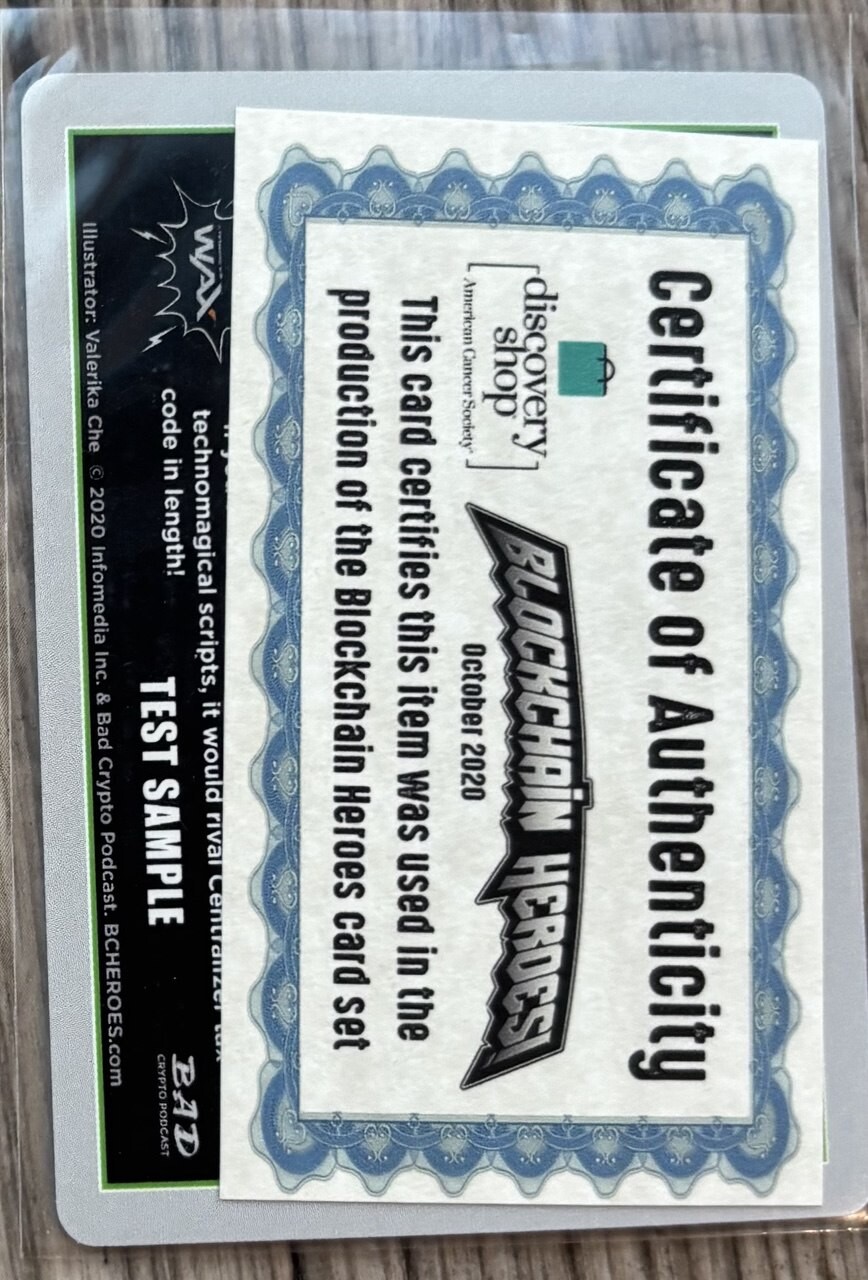 Certificate of Authenticity
discovery
shop
American Cancer Society
BLOCKCHAIN HEROES!
October 2020
This card certifies this item was used in the
production of the Blockchain Heroes card set
technomagical scripts, it would rival
code in length!
WAX
TEST SAMPLE
BAD
CRYPTO PODCAST
Illustrator: Valerika Che © 2020 Infomedia Inc. & Bad Crypto Podcast. BCHEROES.com